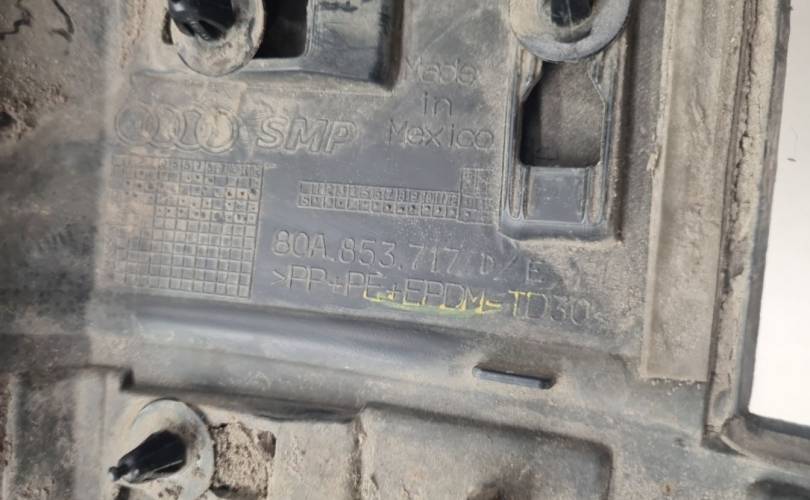 Made
in
Mexico
SMP
80A.853.717 D/E
>PP+PE+EPDM-TD30<